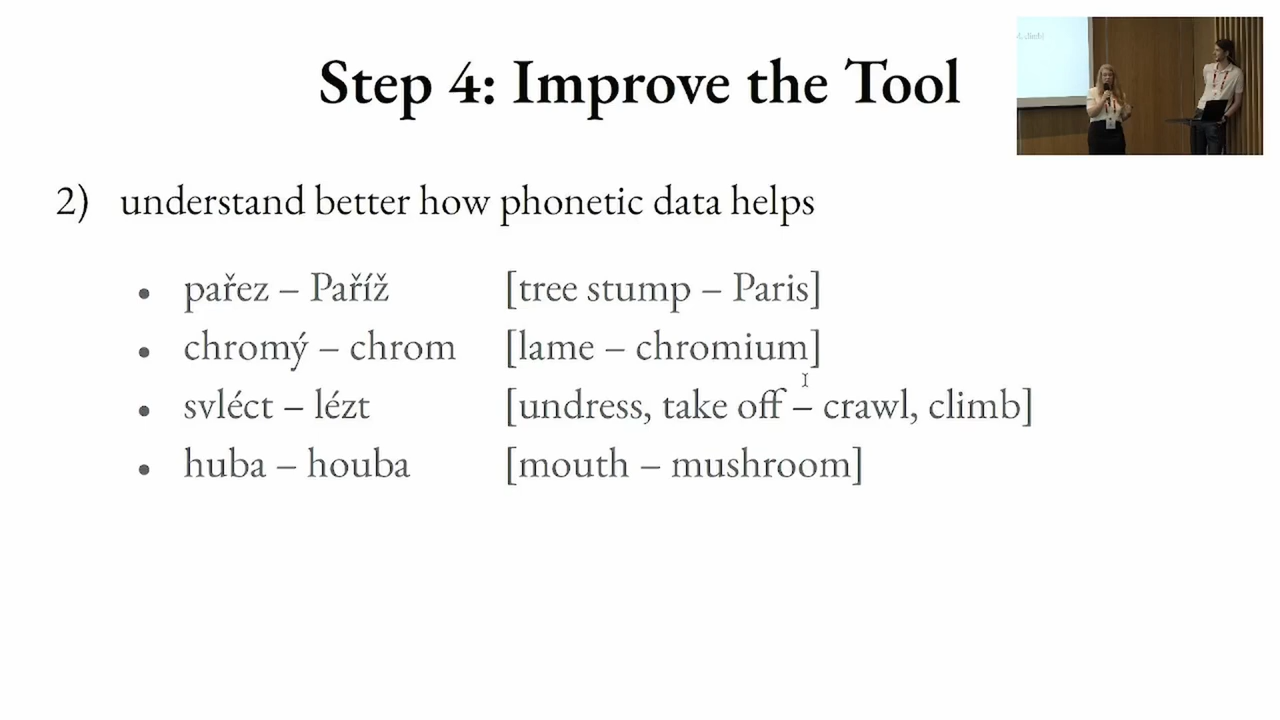 Step 4: Improve the Tool
2) understand better how phonetic data helps
• pařez – Paříž [tree stump – Paris]
• chromý – chrom [lame – chromium]
• svléct – lézt [undress, take off – crawl, climb]
• huba – houba [mouth – mushroom]